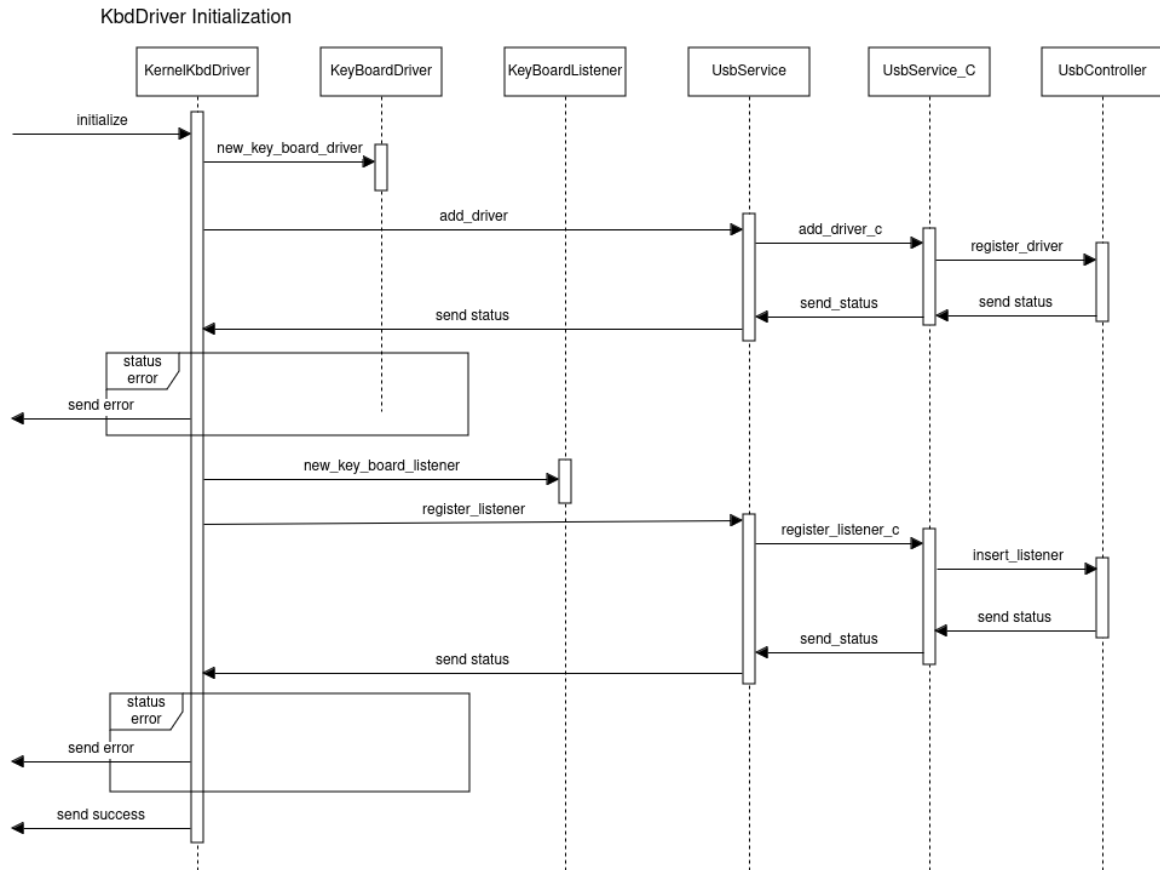 KbdDriver Initialization
KernelKbdDriver
KeyBoardDriver
KeyBoardListener
UsbService
UsbService_C
UsbController
initialize
new_key_board_driver
add_driver
add_driver_c
register_driver
send status
send_status
send status
status
error
send error
new_key_board_listener
register_listener
register_listener_c
insert_listener
send status
send_status
send status
status
error
send error
send success